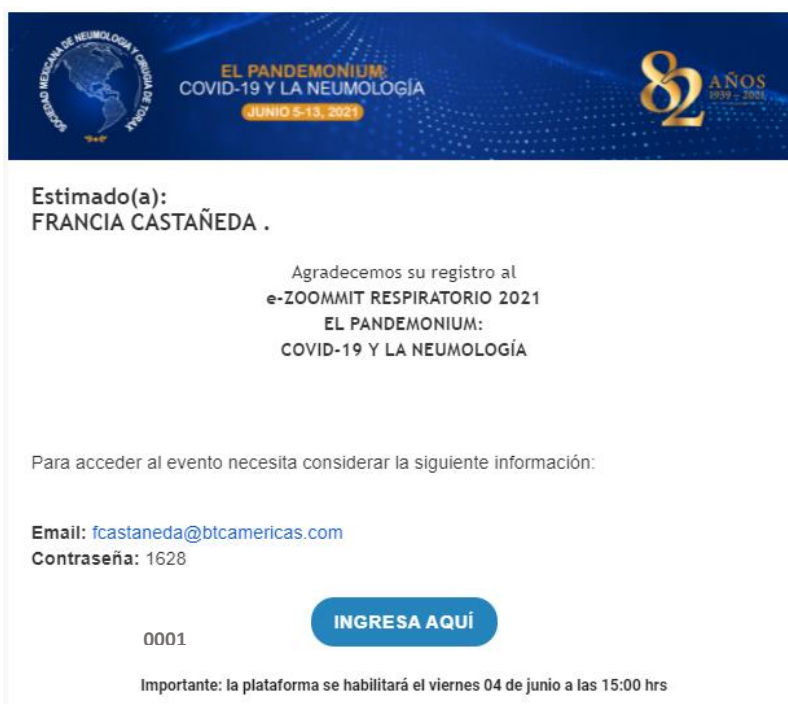 SOCIEDAD MEXICANA DE NEUMOLOGÍA Y CIRUGÍA DE TORAX
EL PANDEMONIUM:
COVID-19 Y LA NEUMOLOGÍA
JUNIO 5-13, 2021
82 AÑOS
1939 - 2021
Estimado(a):
FRANCIA CASTAÑEDA .
Agradecemos su registro al
e-ZOOMMIT RESPIRATORIO 2021
EL PANDEMONIUM:
COVID-19 Y LA NEUMOLOGÍA
Para acceder al evento necesita considerar la siguiente información:
Email: fcastaneda@btcamericas.com
Contraseña: 1628
INGRESA AQUÍ
0001
Importante: la plataforma se habilitará el viernes 04 de junio a las 15:00 hrs